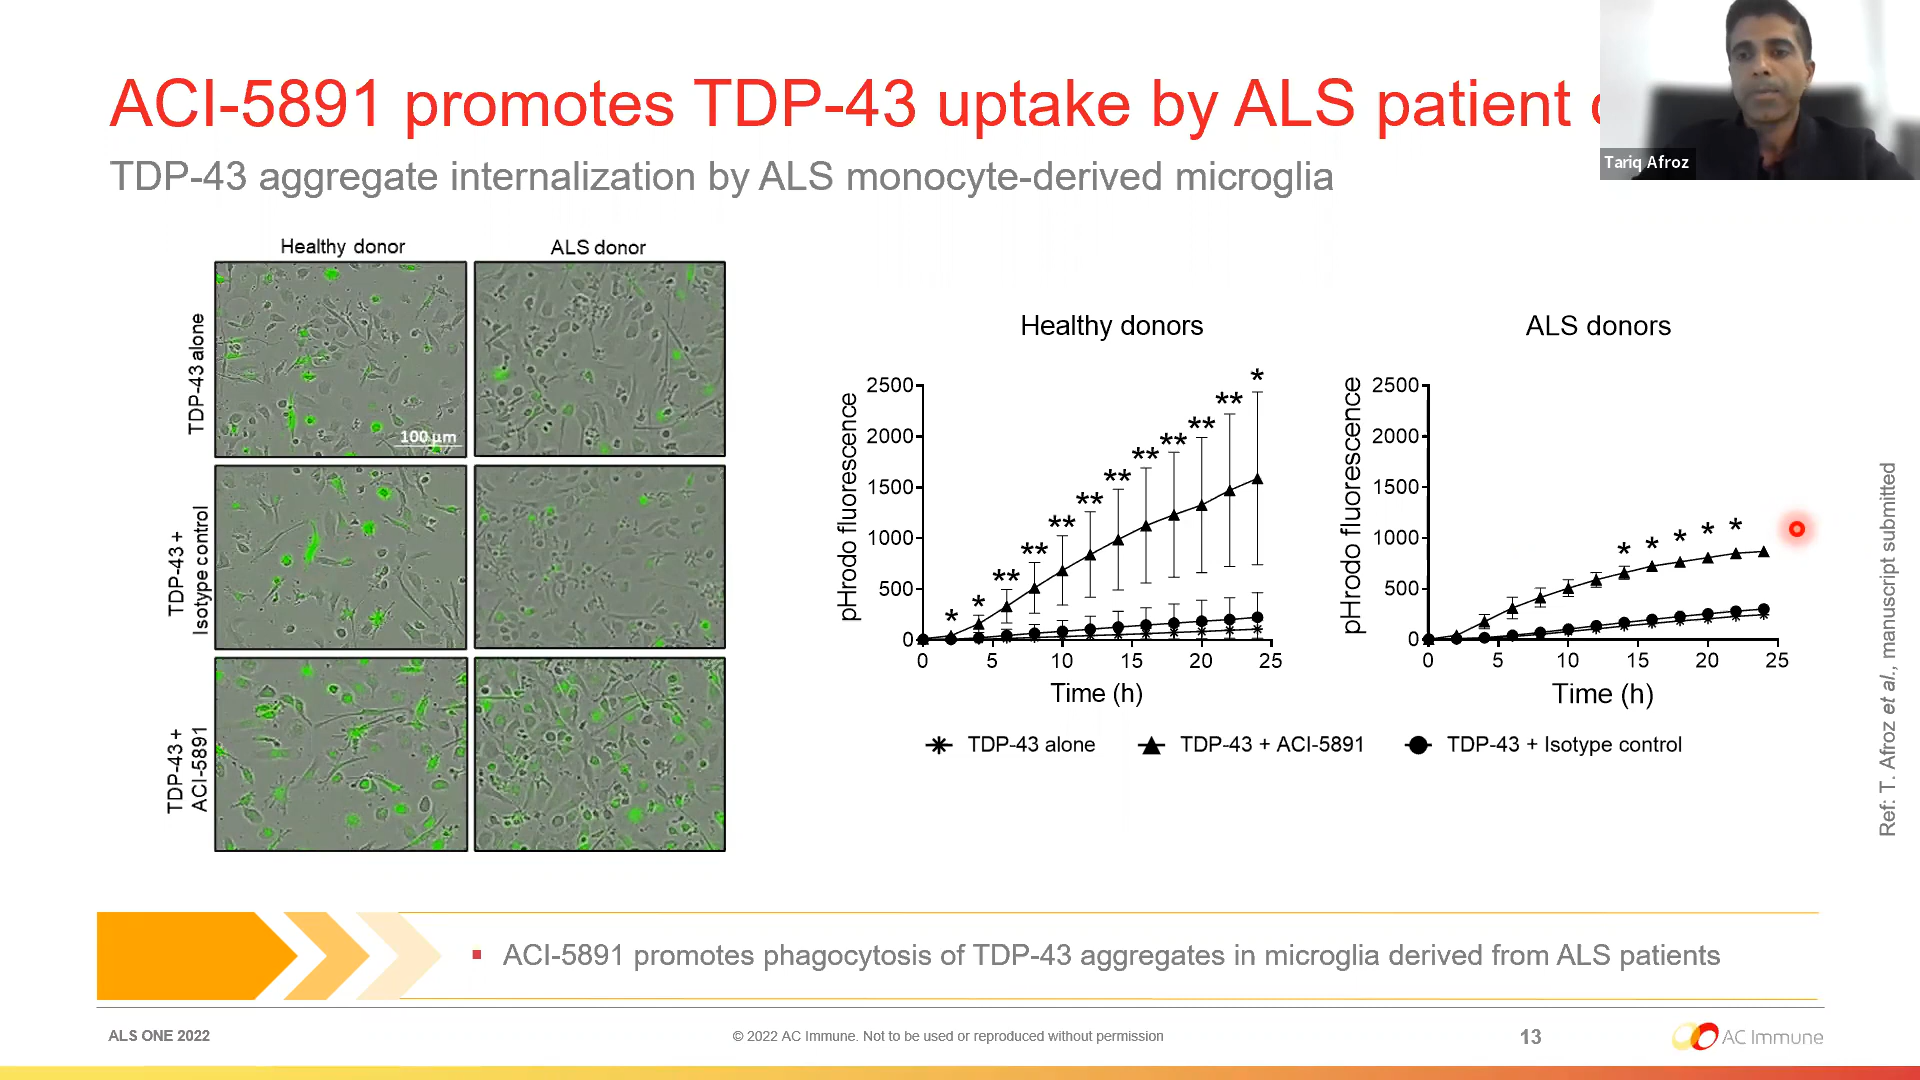 ACI-5891 promotes TDP-43 uptake by ALS patient
Tariq Afroz
TDP-43 aggregate internalization by ALS monocyte-derived microglia
Healthy donor
ALS donor
TDP-43 alone
100 µm
TDP-43 +
Isotype control
TDP-43 +
ACI-5891
Healthy donors
pHrodo fluorescence
2500
2000
1500
1000
500
0
* * ** ** ** ** ** ** ** ** ** *
0 5 10 15 20 25
Time (h)
ALS donors
pHrodo fluorescence
2500
2000
1500
1000
500
0
* * * * *
0 5 10 15 20 25
Time (h)
TDP-43 alone
TDP-43 + ACI-5891
TDP-43 + Isotype control
Ref: T. Afroz et al., manuscript submitted
ACI-5891 promotes phagocytosis of TDP-43 aggregates in microglia derived from ALS patients
ALS ONE 2022
© 2022 AC Immune. Not to be used or reproduced without permission
13
AC Immune